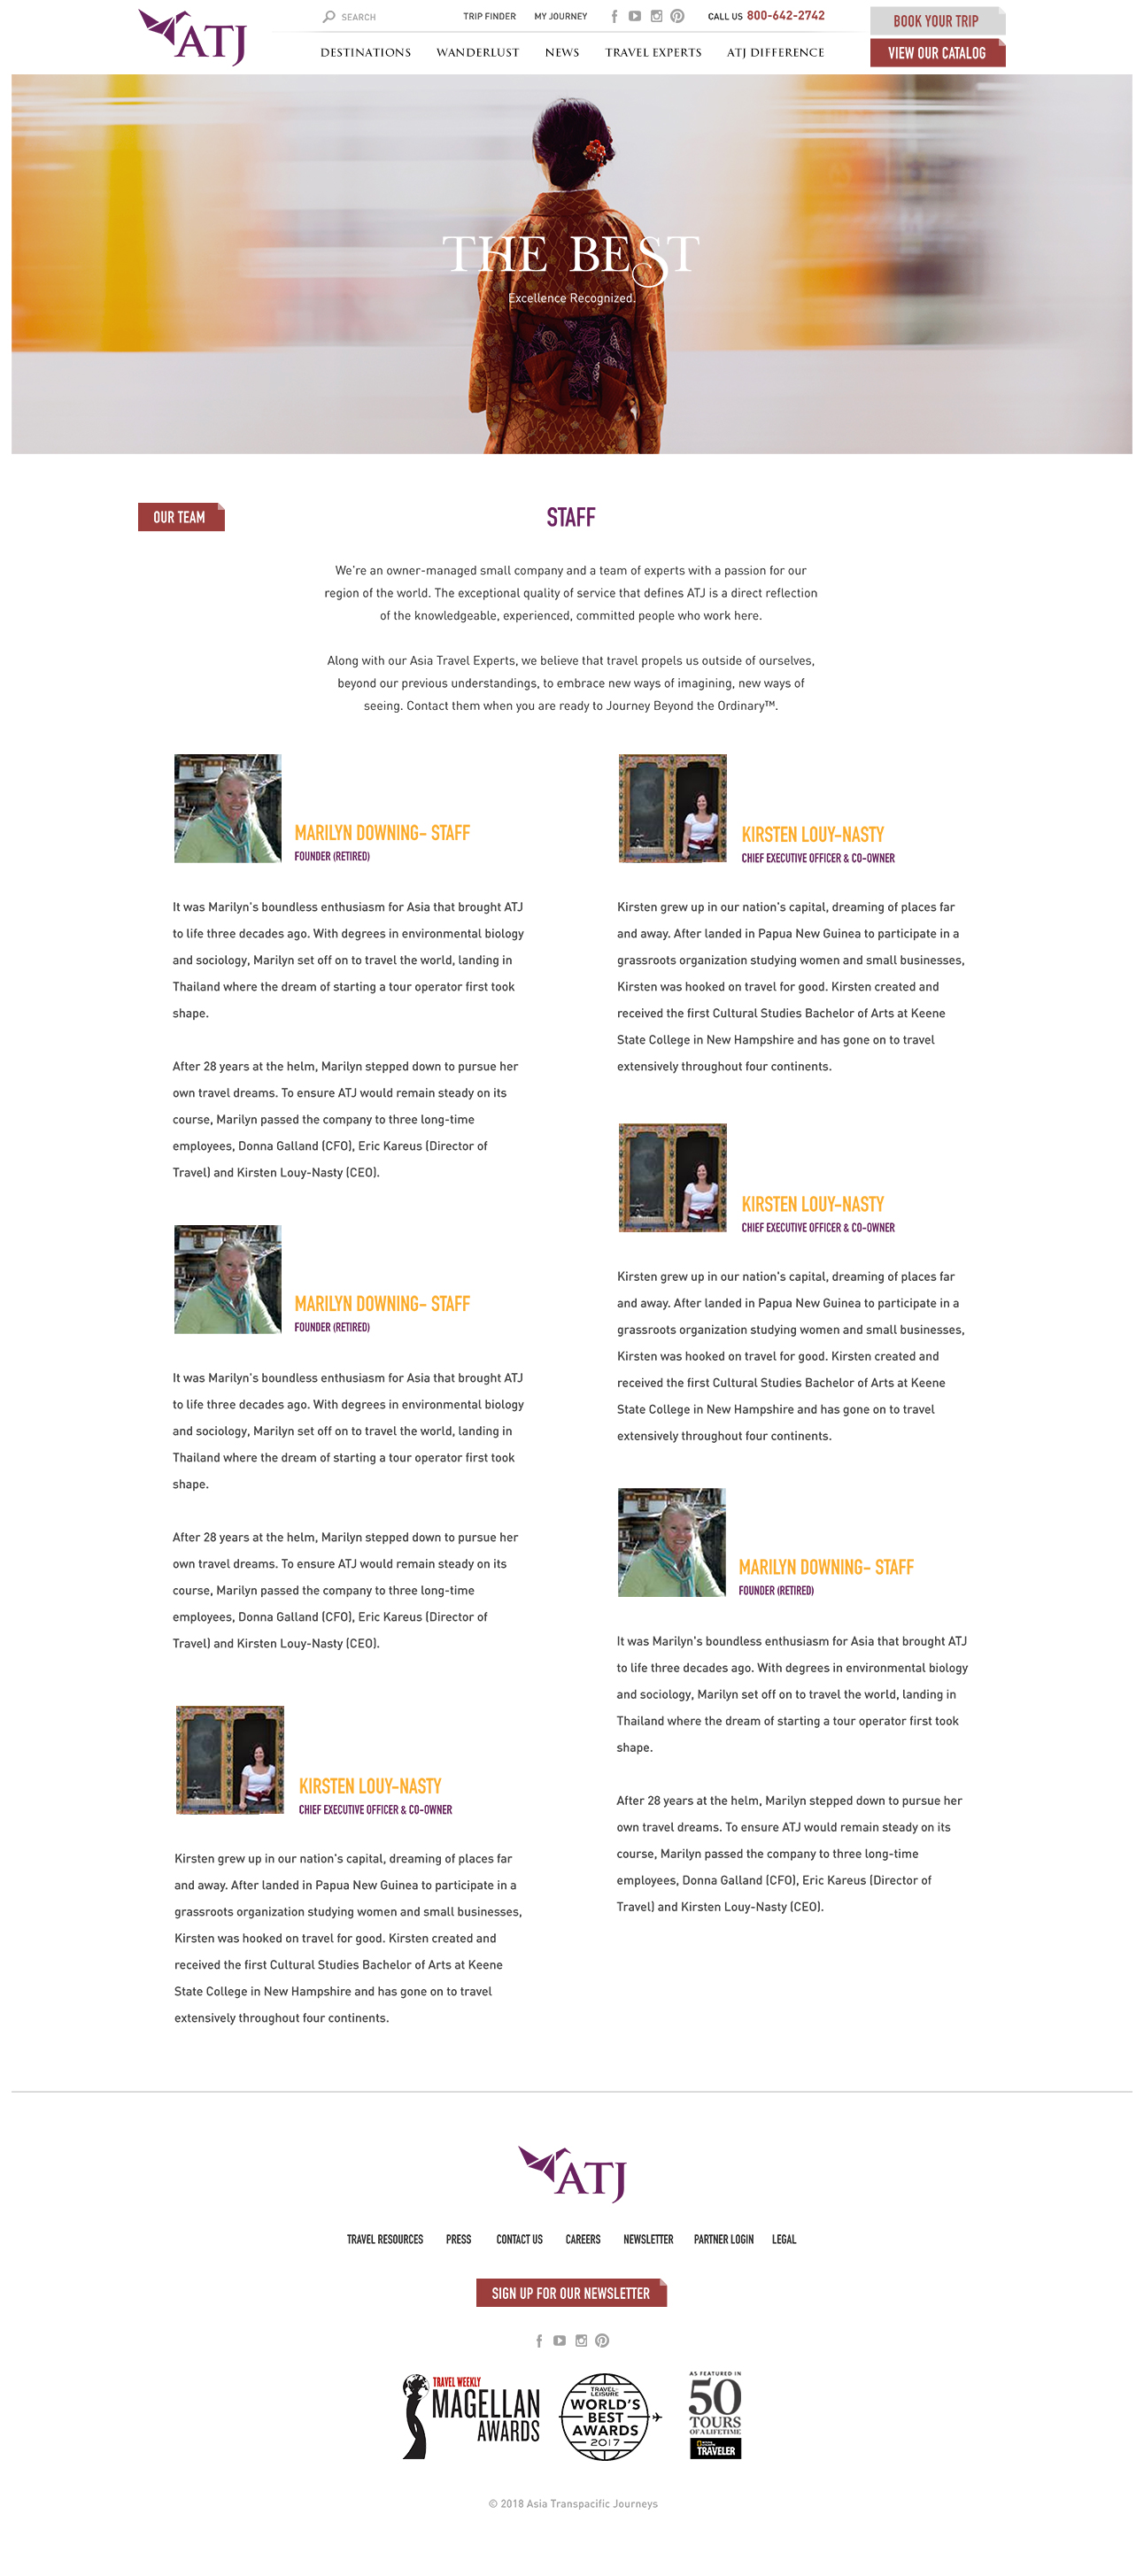 ATJ
SEARCH
TRIP FINDER
MY JOURNEY
CALL US 800-642-2742
BOOK YOUR TRIP
DESTINATIONS
WANDERLUST
NEWS
TRAVEL EXPERTS
ATJ DIFFERENCE
VIEW OUR CATALOG
THE BEST
Excellence Recognized.
OUR TEAM
STAFF
We're an owner-managed small company and a team of experts with a passion for our
region of the world. The exceptional quality of service that defines ATJ is a direct reflection
of the knowledgeable, experienced, committed people who work here.
Along with our Asia Travel Experts, we believe that travel propels us outside of ourselves,
beyond our previous understandings, to embrace new ways of imagining, new ways of
seeing. Contact them when you are ready to Journey Beyond the Ordinary™.
MARILYN DOWNING- STAFF
FOUNDER (RETIRED)
It was Marilyn's boundless enthusiasm for Asia that brought ATJ
to life three decades ago. With degrees in environmental biology
and sociology, Marilyn set off on to travel the world, landing in
Thailand where the dream of starting a tour operator first took
shape.
After 28 years at the helm, Marilyn stepped down to pursue her
own travel dreams. To ensure ATJ would remain steady on its
course, Marilyn passed the company to three long-time
employees, Donna Galland (CFO), Eric Kareus (Director of
Travel) and Kirsten Louy-Nasty (CEO).
MARILYN DOWNING- STAFF
FOUNDER (RETIRED)
It was Marilyn's boundless enthusiasm for Asia that brought ATJ
to life three decades ago. With degrees in environmental biology
and sociology, Marilyn set off on to travel the world, landing in
Thailand where the dream of starting a tour operator first took
shape.
After 28 years at the helm, Marilyn stepped down to pursue her
own travel dreams. To ensure ATJ would remain steady on its
course, Marilyn passed the company to three long-time
employees, Donna Galland (CFO), Eric Kareus (Director of
Travel) and Kirsten Louy-Nasty (CEO).
KIRSTEN LOUY-NASTY
CHIEF EXECUTIVE OFFICER & CO-OWNER
Kirsten grew up in our nation's capital, dreaming of places far
and away. After landed in Papua New Guinea to participate in a
grassroots organization studying women and small businesses,
Kirsten was hooked on travel for good. Kirsten created and
received the first Cultural Studies Bachelor of Arts at Keene
State College in New Hampshire and has gone on to travel
extensively throughout four continents.
KIRSTEN LOUY-NASTY
CHIEF EXECUTIVE OFFICER & CO-OWNER
Kirsten grew up in our nation's capital, dreaming of places far
and away. After landed in Papua New Guinea to participate in a
grassroots organization studying women and small businesses,
Kirsten was hooked on travel for good. Kirsten created and
received the first Cultural Studies Bachelor of Arts at Keene
State College in New Hampshire and has gone on to travel
extensively throughout four continents.
KIRSTEN LOUY-NASTY
CHIEF EXECUTIVE OFFICER & CO-OWNER
Kirsten grew up in our nation's capital, dreaming of places far
and away. After landed in Papua New Guinea to participate in a
grassroots organization studying women and small businesses,
Kirsten was hooked on travel for good. Kirsten created and
received the first Cultural Studies Bachelor of Arts at Keene
State College in New Hampshire and has gone on to travel
extensively throughout four continents.
MARILYN DOWNING- STAFF
FOUNDER (RETIRED)
It was Marilyn's boundless enthusiasm for Asia that brought ATJ
to life three decades ago. With degrees in environmental biology
and sociology, Marilyn set off on to travel the world, landing in
Thailand where the dream of starting a tour operator first took
shape.
After 28 years at the helm, Marilyn stepped down to pursue her
own travel dreams. To ensure ATJ would remain steady on its
course, Marilyn passed the company to three long-time
employees, Donna Galland (CFO), Eric Kareus (Director of
Travel) and Kirsten Louy-Nasty (CEO).
ATJ
TRAVEL RESOURCES
PRESS
CONTACT US
CAREERS
NEWSLETTER
PARTNER LOGIN
LEGAL
SIGN UP FOR OUR NEWSLETTER
TRAVEL WEEKLY
MAGELLAN
AWARDS
TRAVEL+
LEISURE
WORLD'S
BEST
AWARDS
2017
AS FEATURED IN
50
TOURS
OF A LIFETIME
TRAVELER
© 2018 Asia Transpacific Journeys